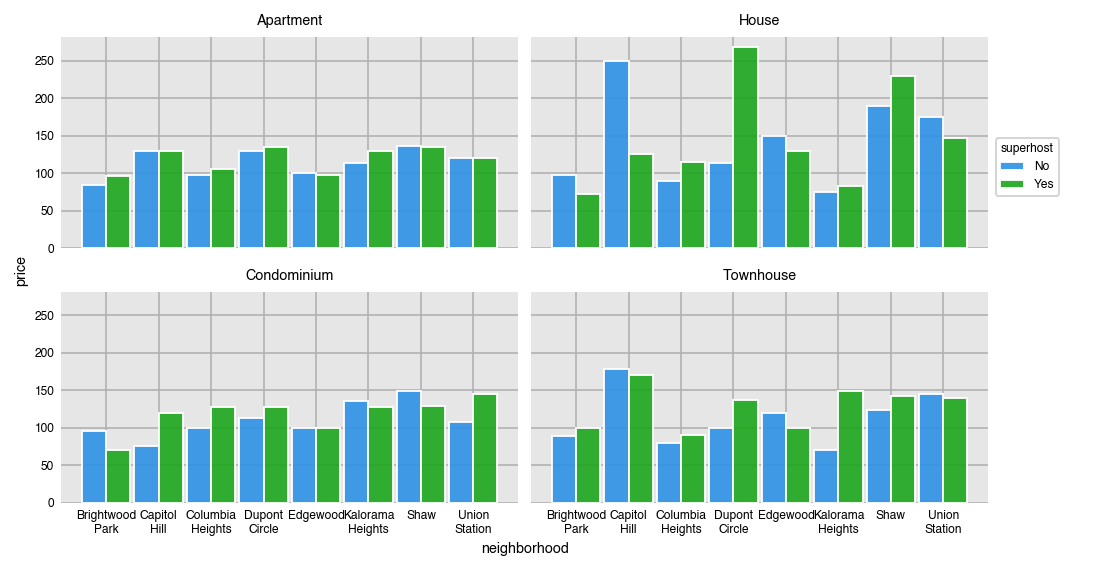 Apartment
House
250
200
150
100
50
0
superhost
No
Yes
price
Condominium
Townhouse
250
200
150
100
50
0
Brightwood Capitol Columbia Dupont Edgewood Kalorama Shaw Union
Park Hill Heights Circle Heights Station
Brightwood Capitol Columbia Dupont Edgewood Kalorama Shaw Union
Park Hill Heights Circle Heights Station
neighborhood